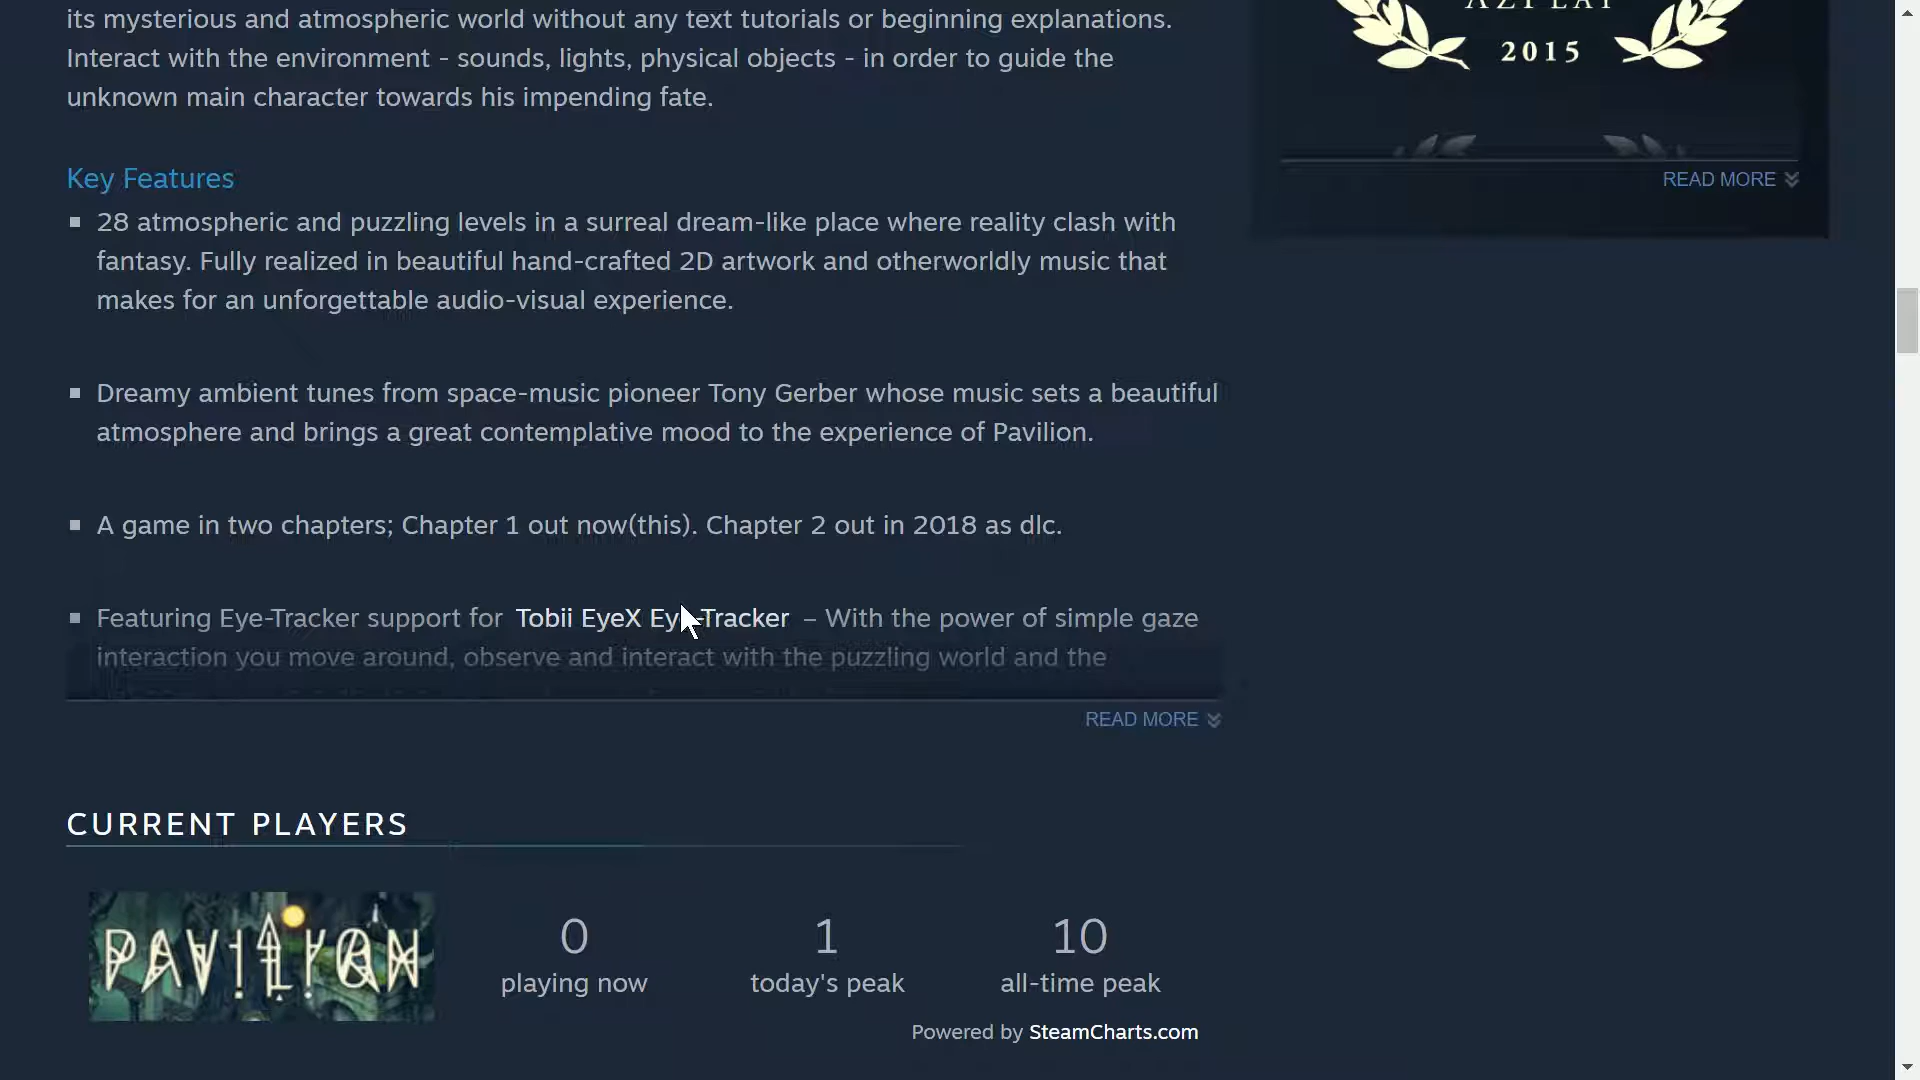 its mysterious and atmospheric world without any text tutorials or beginning explanations.
Interact with the environment - sounds, lights, physical objects - in order to guide the
unknown main character towards his impending fate.
Key Features
28 atmospheric and puzzling levels in a surreal dream-like place where reality clash with
fantasy. Fully realized in beautiful hand-crafted 2D artwork and otherworldly music that
makes for an unforgettable audio-visual experience.
Dreamy ambient tunes from space-music pioneer Tony Gerber whose music sets a beautiful
atmosphere and brings a great contemplative mood to the experience of Pavilion.
A game in two chapters; Chapter 1 out now(this). Chapter 2 out in 2018 as dlc.
Featuring Eye-Tracker support for Tobii EyeX Eye-Tracker – With the power of simple gaze
interaction you move around, observe and interact with the puzzling world and the
READ MORE
CURRENT PLAYERS
PAVILION
0
playing now
1
today's peak
10
all-time peak
Powered by SteamCharts.com
2015
READ MORE